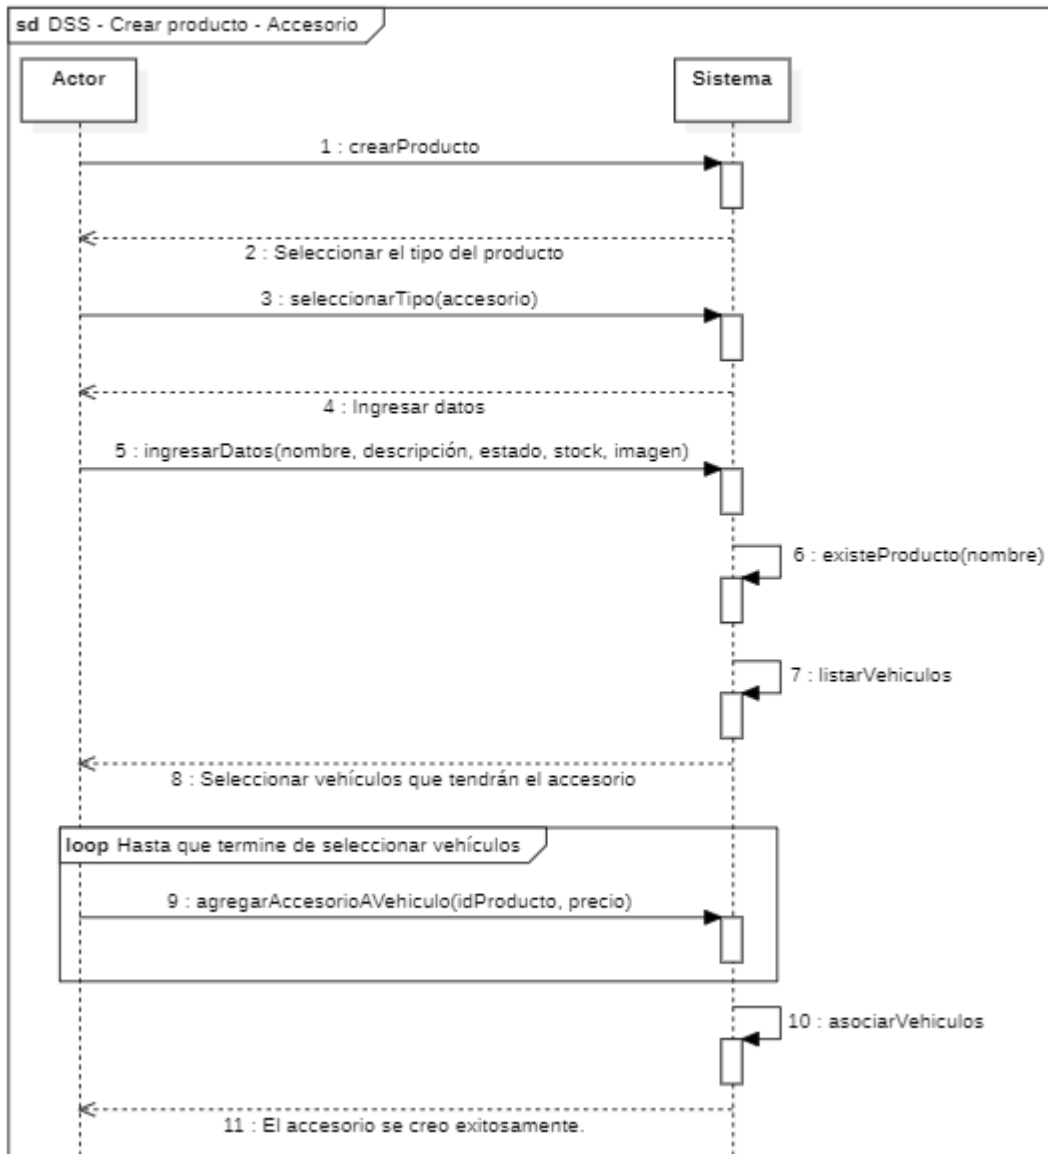 sd DSS - Crear producto - Accesorio
Actor
Sistema
1 : crearProducto
2 : Seleccionar el tipo del producto
3 : seleccionarTipo(accesorio)
4 : Ingresar datos
5 : ingresarDatos(nombre, descripción, estado, stock, imagen)
6 : existeProducto(nombre)
7 : listarVehiculos
8 : Seleccionar vehículos que tendrán el accesorio
loop Hasta que termine de seleccionar vehículos
9 : agregarAccesorioAVehiculo(idProducto, precio)
10 : asociarVehiculos
11 : El accesorio se creo exitosamente.